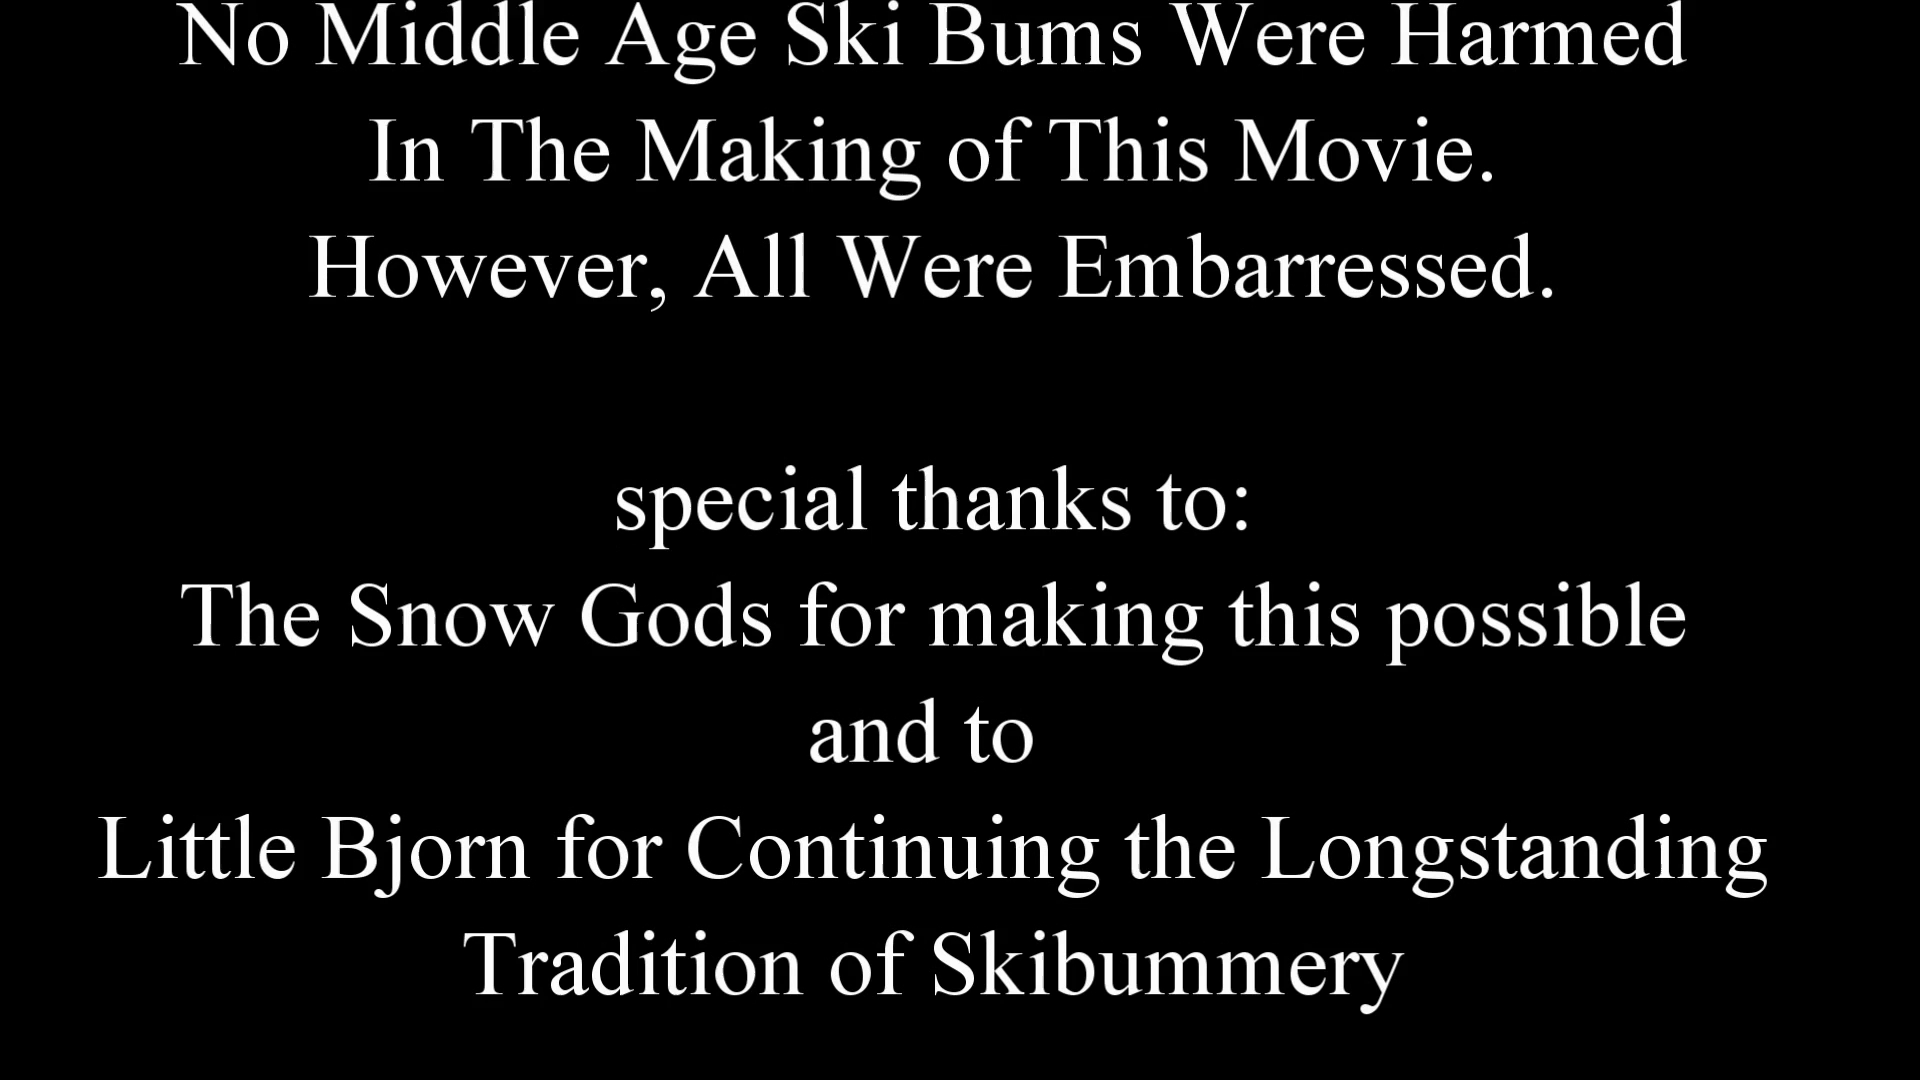 No Middle Age Ski Bums Were Harmed
In The Making of This Movie.
However, All Were Embarressed.
special thanks to:
The Snow Gods for making this possible
and to
Little Bjorn for Continuing the Longstanding
Tradition of Skibummery